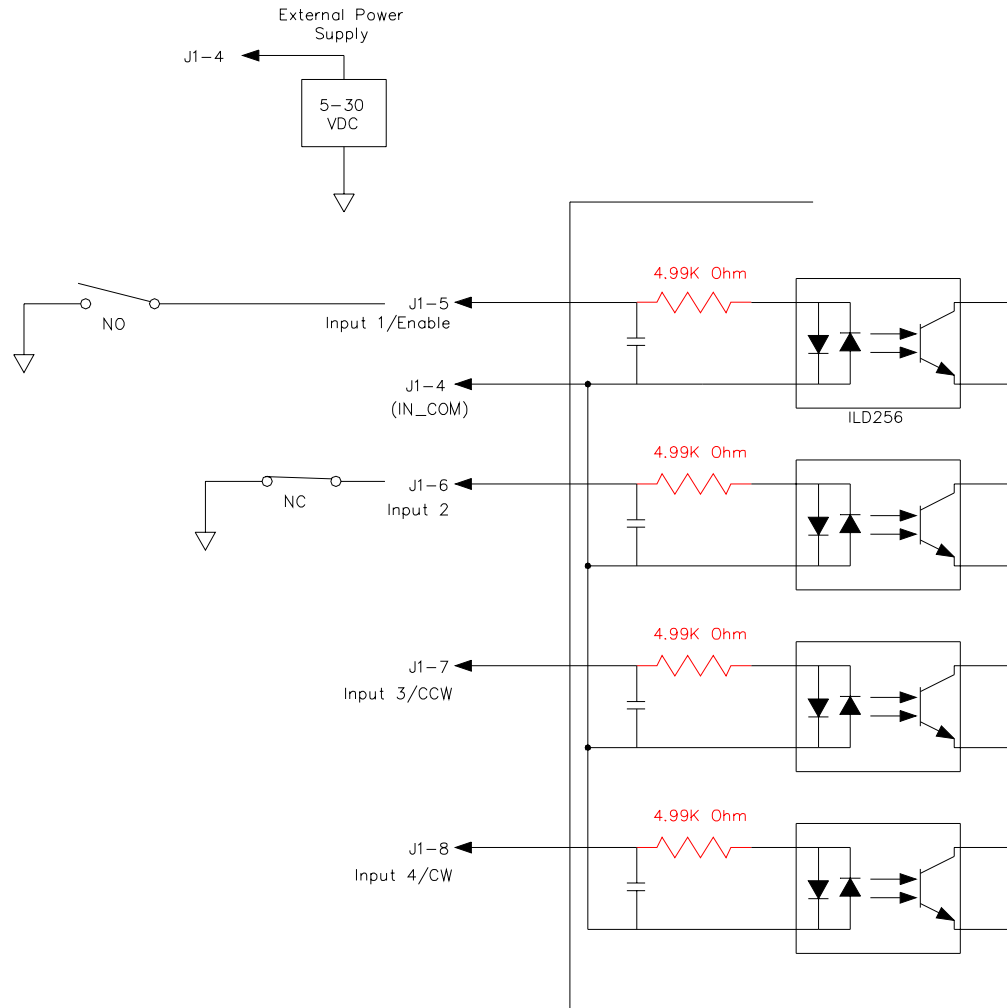 External Power
Supply
J1-4
5-30
VDC
4.99K Ohm
J1-5
Input 1/Enable
NO
J1-4
(IN_COM)
ILD256
4.99K Ohm
J1-6
Input 2
NC
4.99K Ohm
J1-7
Input 3/CCW
4.99K Ohm
J1-8
Input 4/CW